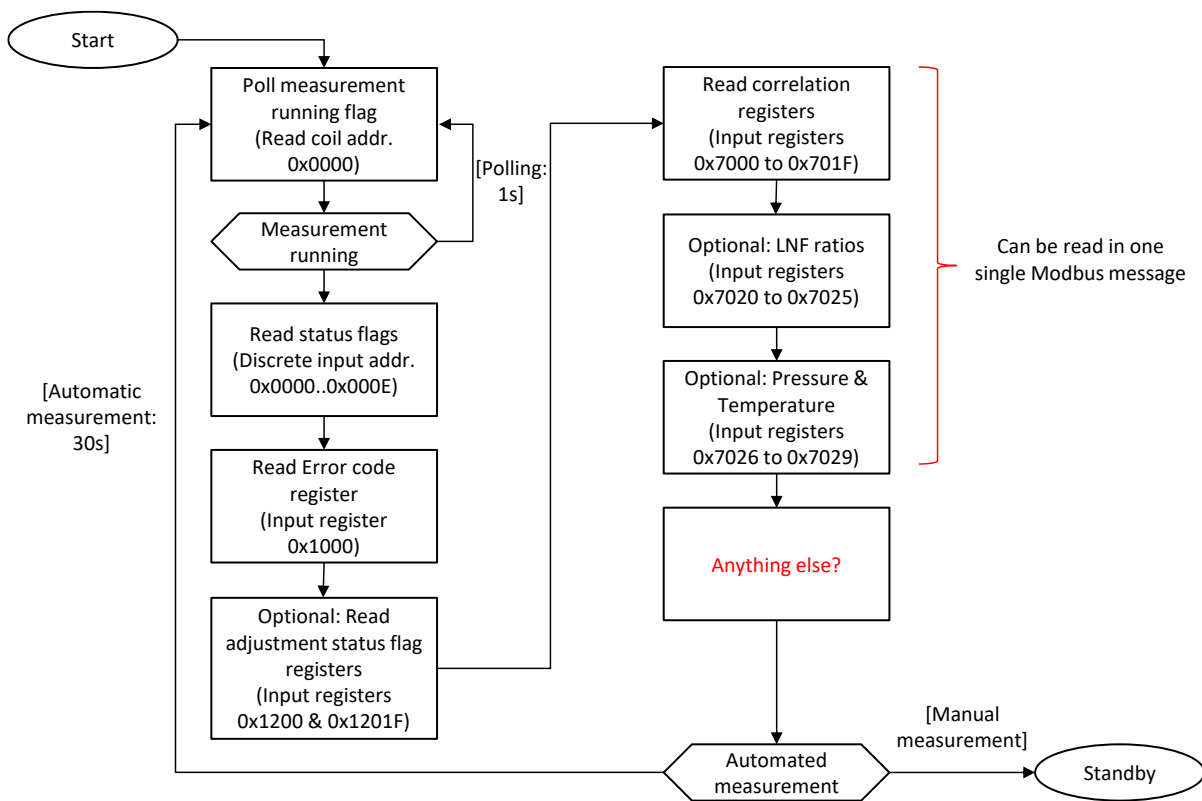 Start
Poll measurement
running flag
(Read coil addr.
0x0000)
[Polling:
1s]
Measurement
running
Read status flags
(Discrete input addr.
0x0000..0x000E)
[Automatic
measurement:
30s]
Read Error code
register
(Input register
0x1000)
Optional: Read
adjustment status flag
registers
(Input registers
0x1200 & 0x1201F)
Read correlation
registers
(Input registers
0x7000 to 0x701F)
Optional: LNF ratios
(Input registers
0x7020 to 0x7025)
Can be read in one
single Modbus message
Optional: Pressure &
Temperature
(Input registers
0x7026 to 0x7029)
Anything else?
Automated
measurement
[Manual
measurement]
Standby